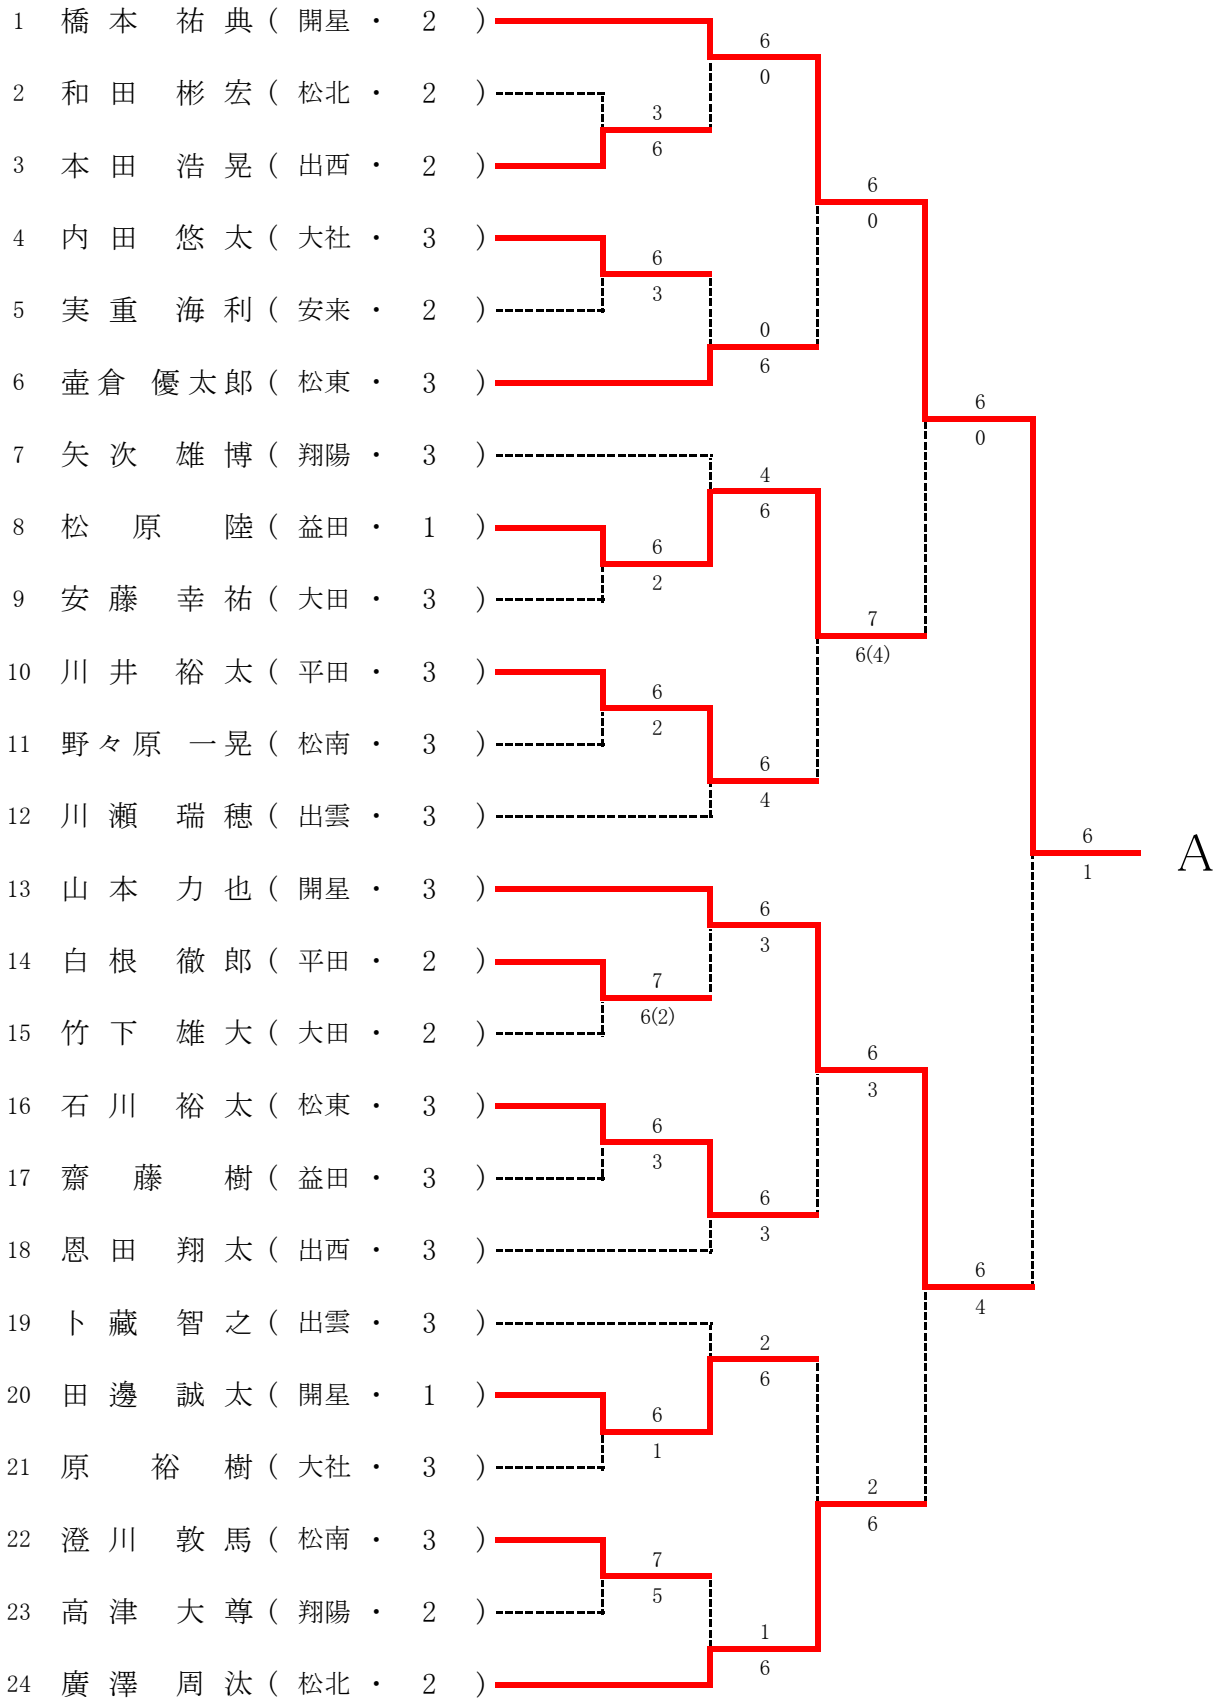 1 橋本 祐典 ( 開星 ・ 2 )
6
0
2 和田 彬宏 ( 松北 ・ 2 )
3
6
3 本田 浩晃 ( 出西 ・ 2 )
6
0
4 内田 悠太 ( 大社 ・ 3 )
6
3
5 実重 海利 ( 安来 ・ 2 )
0
6
6 壷倉 優太郎 ( 松東 ・ 3 )
6
0
7 矢次 雄博 ( 翔陽 ・ 3 )
4
6
8 松原 陸 ( 益田 ・ 1 )
6
2
9 安藤 幸祐 ( 大田 ・ 3 )
7
6(4)
10 川井 裕太 ( 平田 ・ 3 )
6
2
11 野々原 一晃 ( 松南 ・ 3 )
6
4
12 川瀬 瑞穂 ( 出雲 ・ 3 )
6
1
A
13 山本 力也 ( 開星 ・ 3 )
6
3
14 白根 徹郎 ( 平田 ・ 2 )
7
6(2)
15 竹下 雄大 ( 大田 ・ 2 )
6
3
16 石川 裕太 ( 松東 ・ 3 )
6
3
17 齋藤 樹 ( 益田 ・ 3 )
6
3
18 恩田 翔太 ( 出西 ・ 3 )
6
4
19 卜藏 智之 ( 出雲 ・ 3 )
2
6
20 田邊 誠太 ( 開星 ・ 1 )
6
1
21 原 裕樹 ( 大社 ・ 3 )
2
6
22 澄川 敦馬 ( 松南 ・ 3 )
7
5
23 高津 大尊 ( 翔陽 ・ 2 )
1
6
24 廣澤 周汰 ( 松北 ・ 2 )